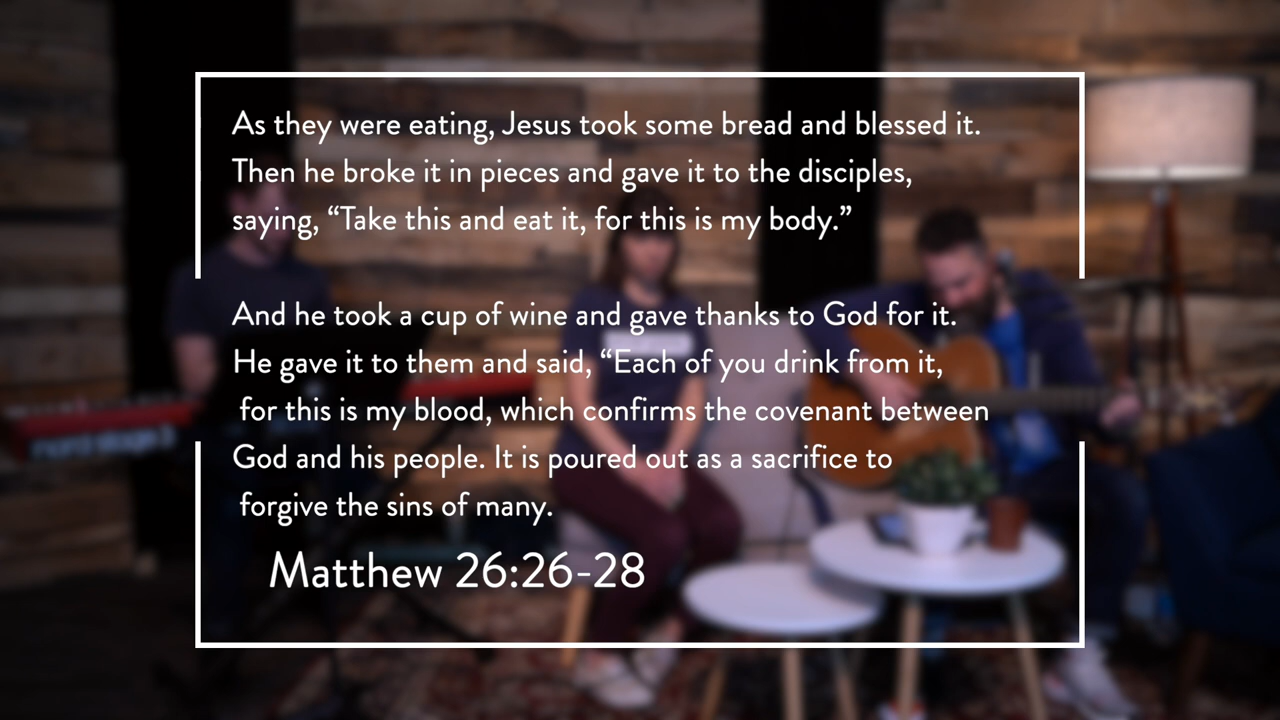 As they were eating, Jesus took some bread and blessed it.
Then he broke it in pieces and gave it to the disciples,
saying, “Take this and eat it, for this is my body.”
And he took a cup of wine and gave thanks to God for it.
He gave it to them and said, “Each of you drink from it,
for this is my blood, which confirms the covenant between
God and his people. It is poured out as a sacrifice to
forgive the sins of many.
Matthew 26:26-28
nord stage 3